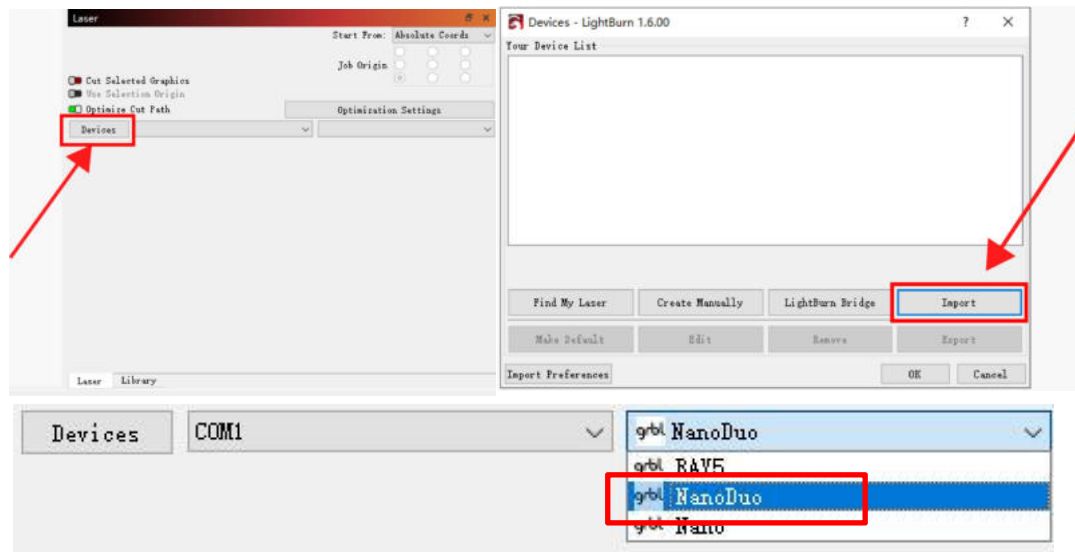 Laser
Start From: Absolute Coords
Job Origin
Cut Selected Graphics
Use Selection Origin
Optimize Cut Path
Optimization Settings
Devices
Laser Library
Devices - LightBurn 1.6.00 ? ×
Your Device List
Find My Laser Create Manually LightBurn Bridge Import
Make Default Edit Remove Export
Import Preferences OK Cancel
Devices COM1 grbl NanoDuo
grbl RAY5
grbl NanoDuo
grbl Nano